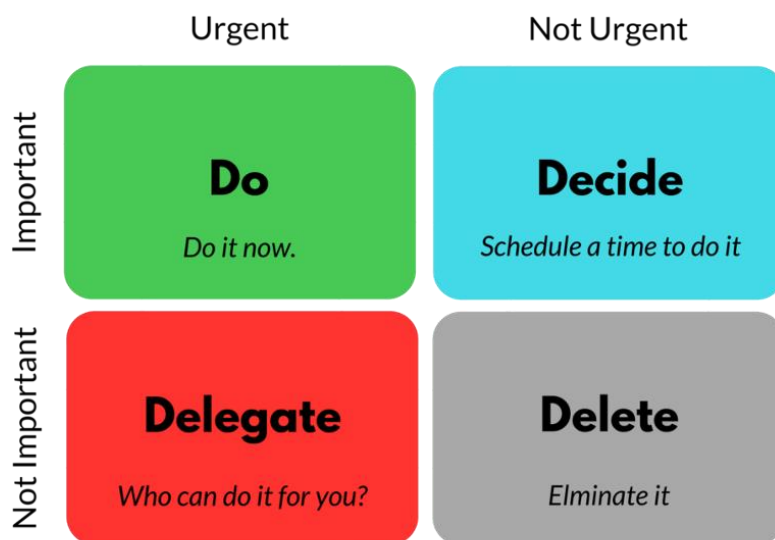 Urgent
Not Urgent
Important
Do
Decide
Do it now.
Schedule a time to do it
Not Important
Delegate
Delete
Who can do it for you?
Elminate it